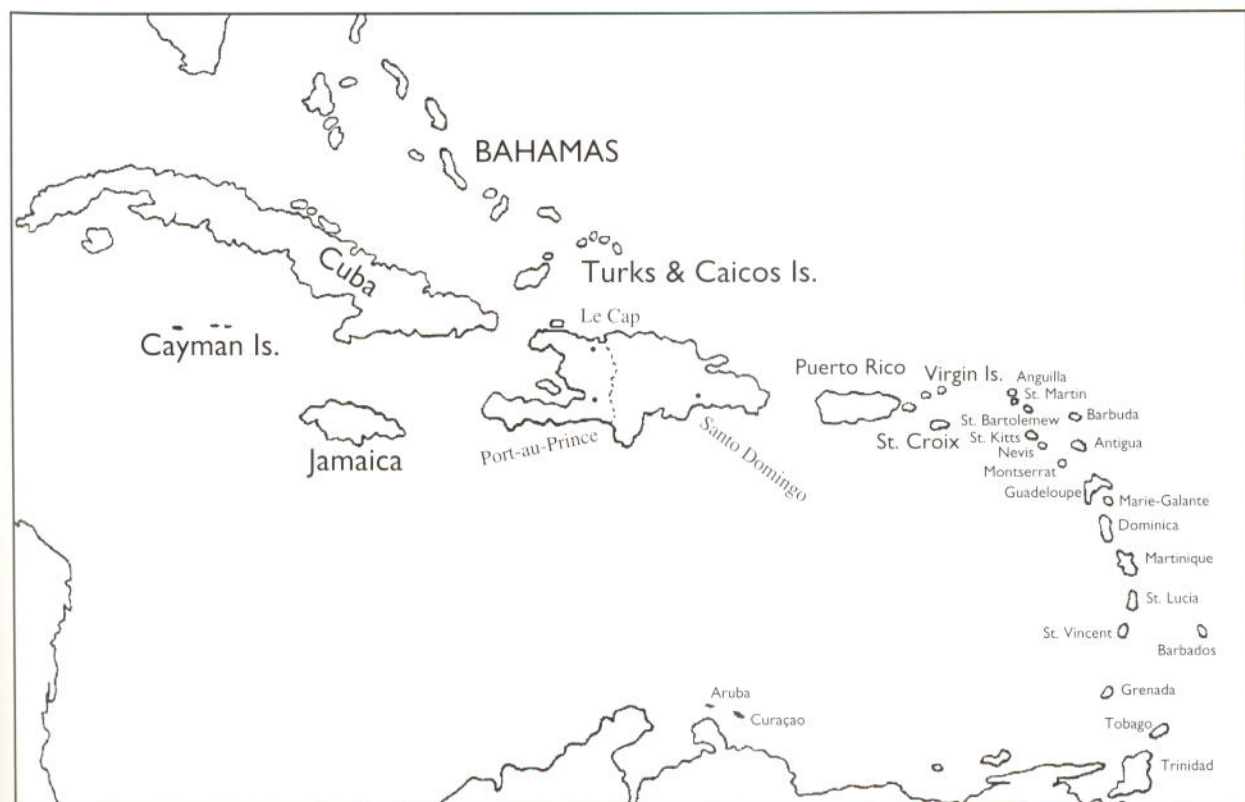 BAHAMAS
Cuba
Turks & Caicos Is.
Le Cap
Cayman Is.
Puerto Rico
Virgin Is.
Anguilla
St. Martin
St. Bartolemew
Barbuda
St. Croix
St. Kitts
Antigua
Nevis
Jamaica
Port-au-Prince
Santo Domingo
Montserrat
Guadeloupe
Marie-Galante
Dominica
Martinique
St. Lucia
St. Vincent
Barbados
Grenada
Aruba
Curaçao
Tobago
Trinidad